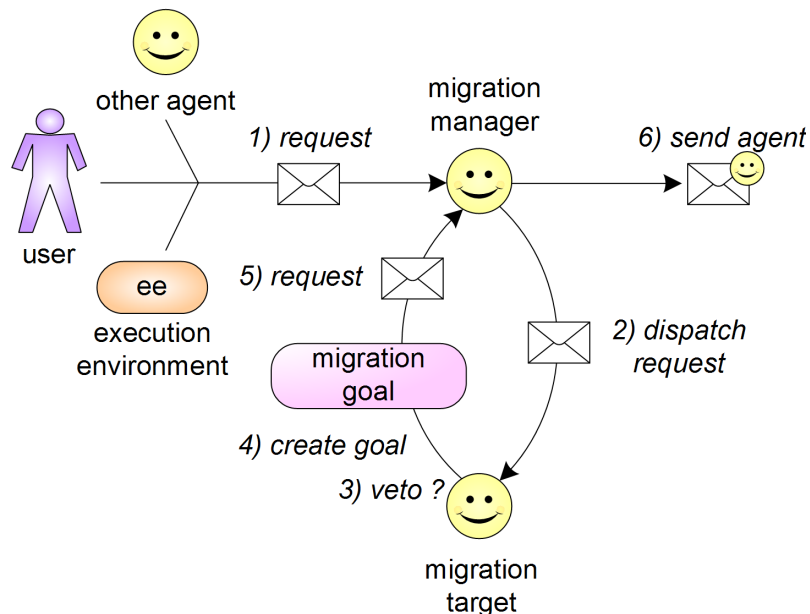 other agent
1) request
migration
manager
6) send agent
user
ee
execution
environment
5) request
migration
goal
2) dispatch
request
4) create goal
3) veto ?
migration
target